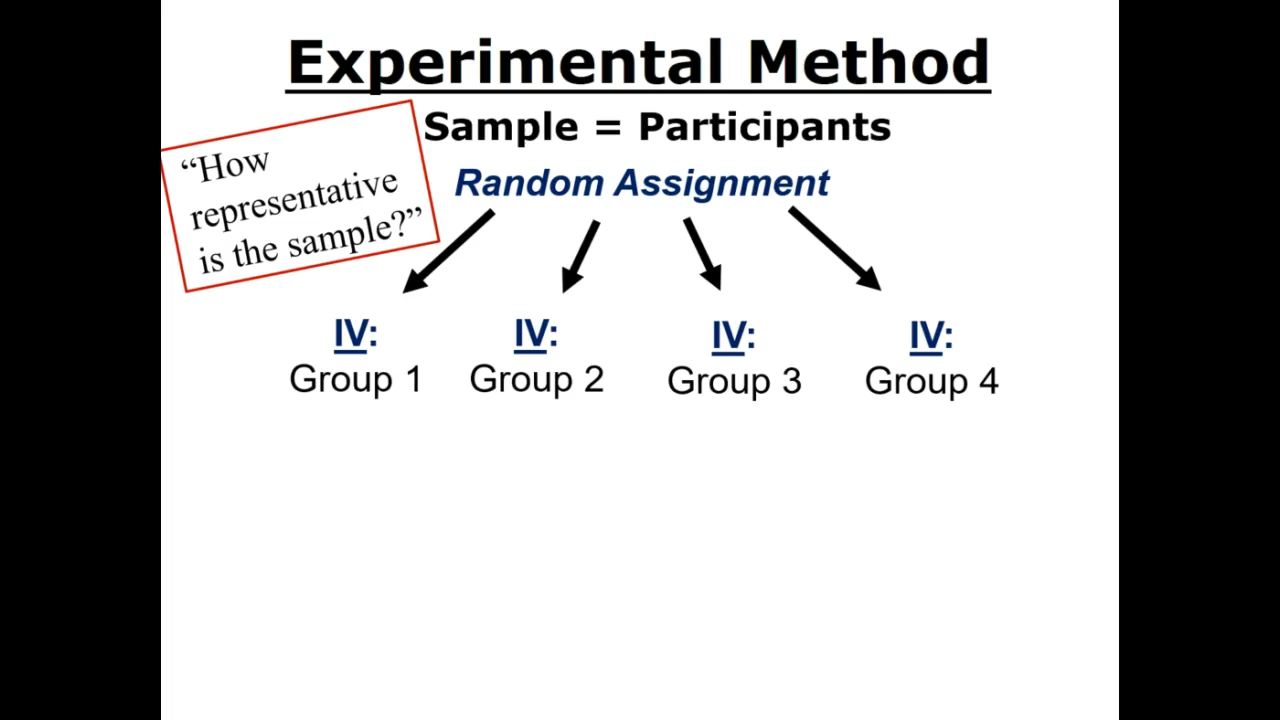 Experimental Method
Sample = Participants
“How
representative
is the sample?”
Random Assignment
IV:
Group 1
IV:
Group 2
IV:
Group 3
IV:
Group 4